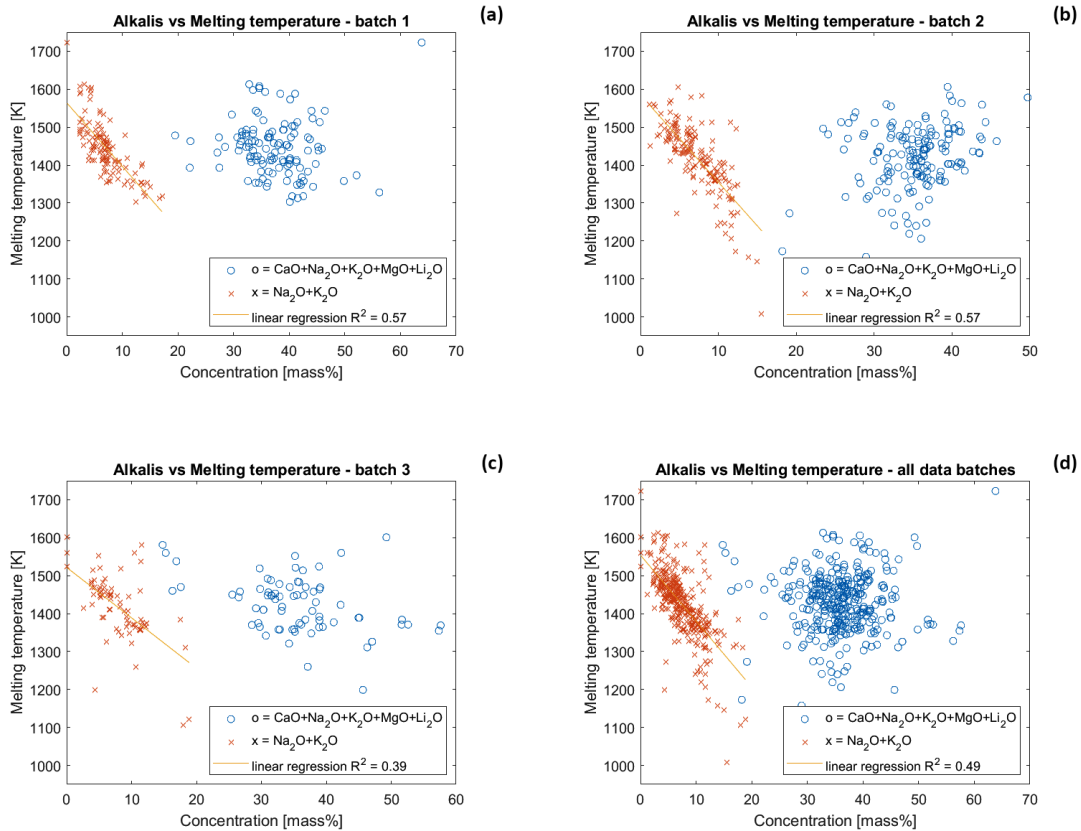 Alkalis vs Melting temperature - batch 1
(a)
Melting temperature [K]
1700
1600
1500
1400
1300
1200
1100
1000
o = CaO+Na₂O+K₂O+MgO+Li₂O
x = Na₂O+K₂O
linear regression R² = 0.57
0 10 20 30 40 50 60 70
Concentration [mass%]
Alkalis vs Melting temperature - batch 2
(b)
Melting temperature [K]
1700
1600
1500
1400
1300
1200
1100
1000
o = CaO+Na₂O+K₂O+MgO+Li₂O
x = Na₂O+K₂O
linear regression R² = 0.57
0 10 20 30 40 50
Concentration [mass%]
Alkalis vs Melting temperature - batch 3
(c)
Melting temperature [K]
1700
1600
1500
1400
1300
1200
1100
1000
o = CaO+Na₂O+K₂O+MgO+Li₂O
x = Na₂O+K₂O
linear regression R² = 0.39
0 10 20 30 40 50 60
Concentration [mass%]
Alkalis vs Melting temperature - all data batches
(d)
Melting temperature [K]
1700
1600
1500
1400
1300
1200
1100
1000
o = CaO+Na₂O+K₂O+MgO+Li₂O
x = Na₂O+K₂O
linear regression R² = 0.49
0 10 20 30 40 50 60 70
Concentration [mass%]